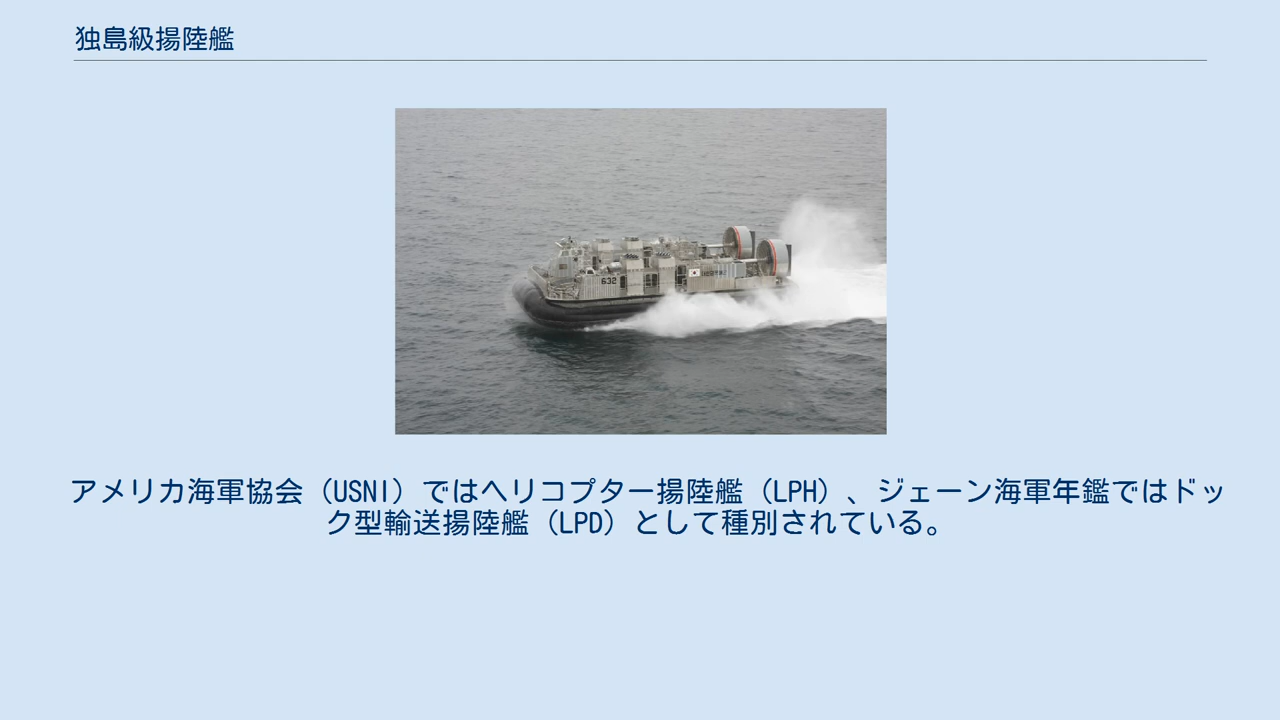 独島級揚陸艦
632
アメリカ海軍協会（USNI）ではヘリコプター揚陸艦（LPH）、ジェーン海軍年鑑ではドッ
ク型輸送揚陸艦（LPD）として種別されている。